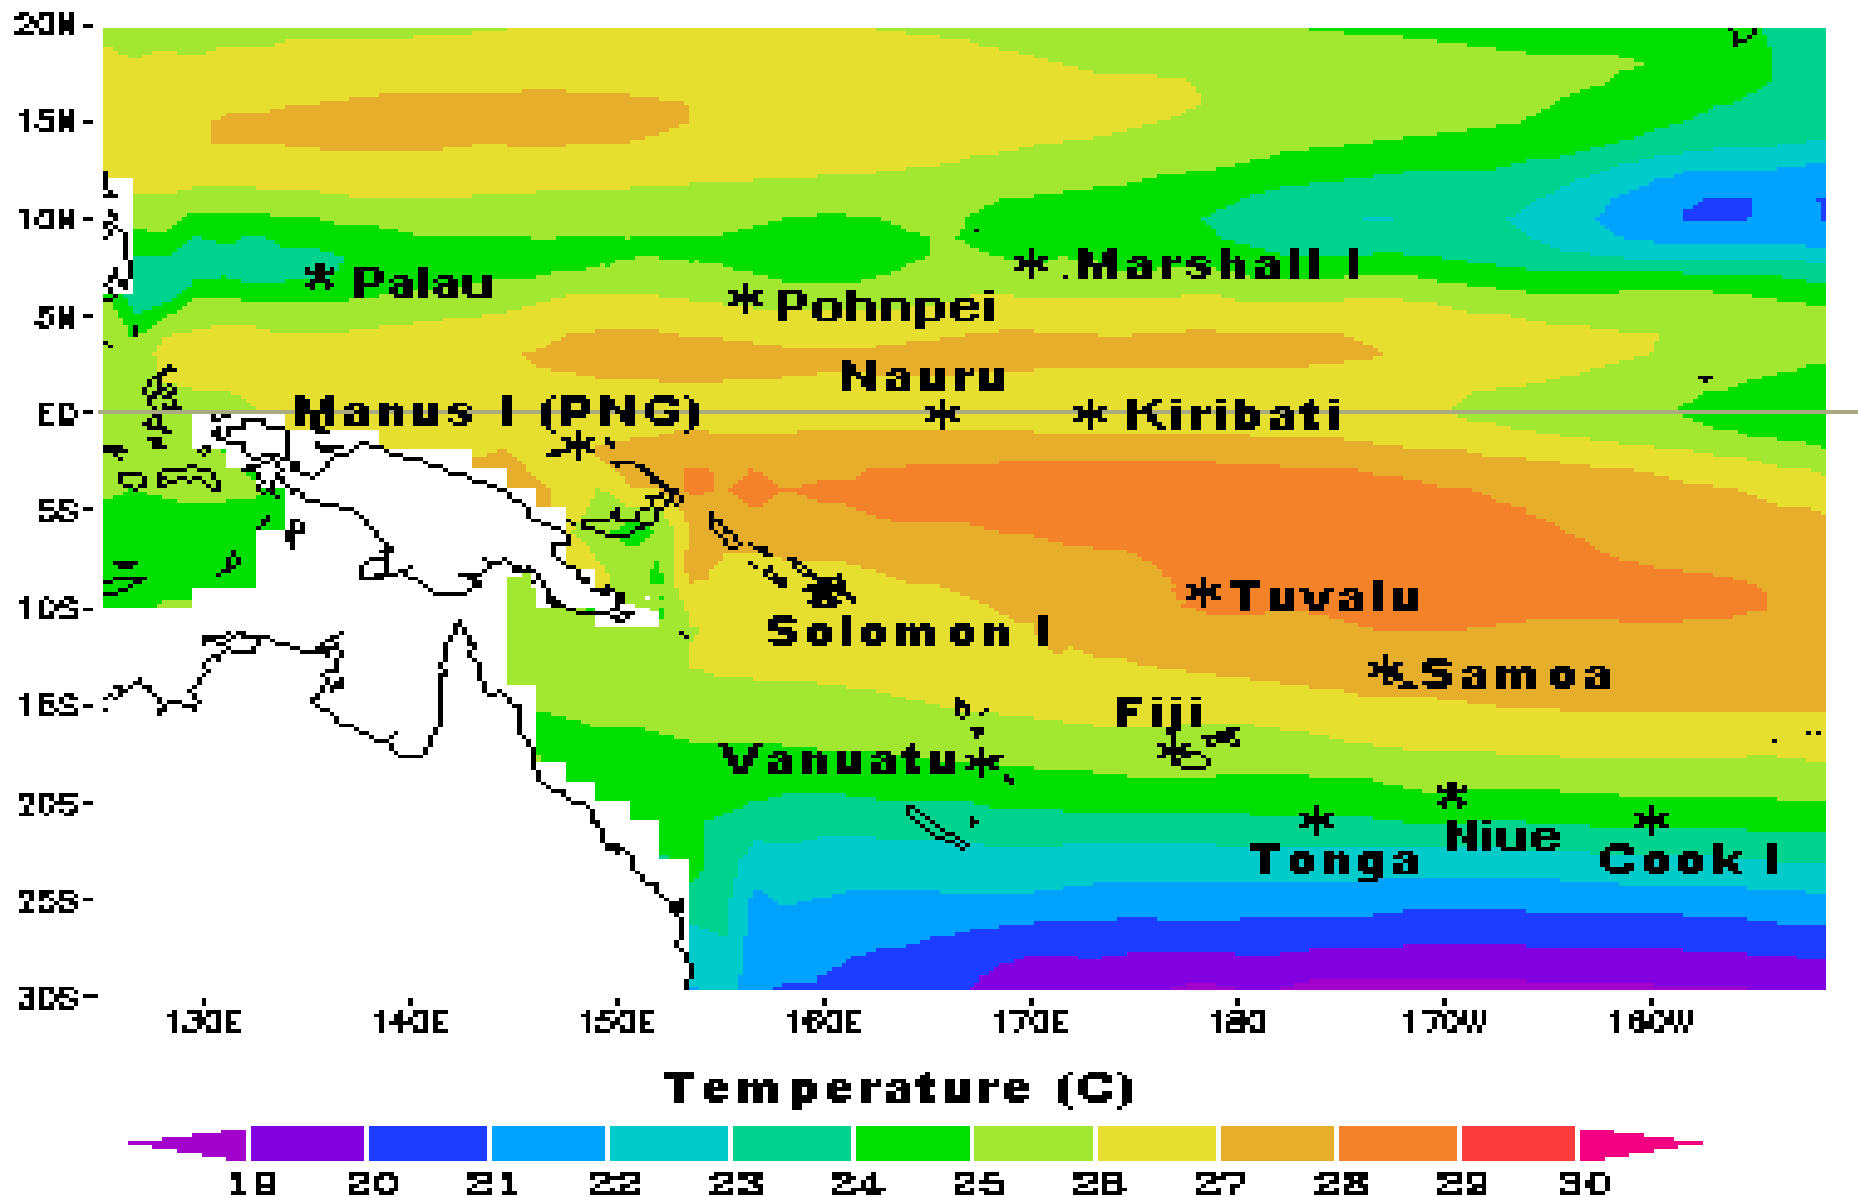 20N
15N
10N
Palau
Marshall I
5N
Pohnpei
Nauru
EQ
Manus I (PNG)
Kiribati
5S
10S
Tuvalu
Solomon I
15S
Samoa
Fiji
Vanuatu
20S
Niue
Tonga
Cook I
25S
30S
130E 140E 150E 160E 170E 180 170W 160W
Temperature (C)
19 20 21 22 23 24 25 26 27 28 29 30